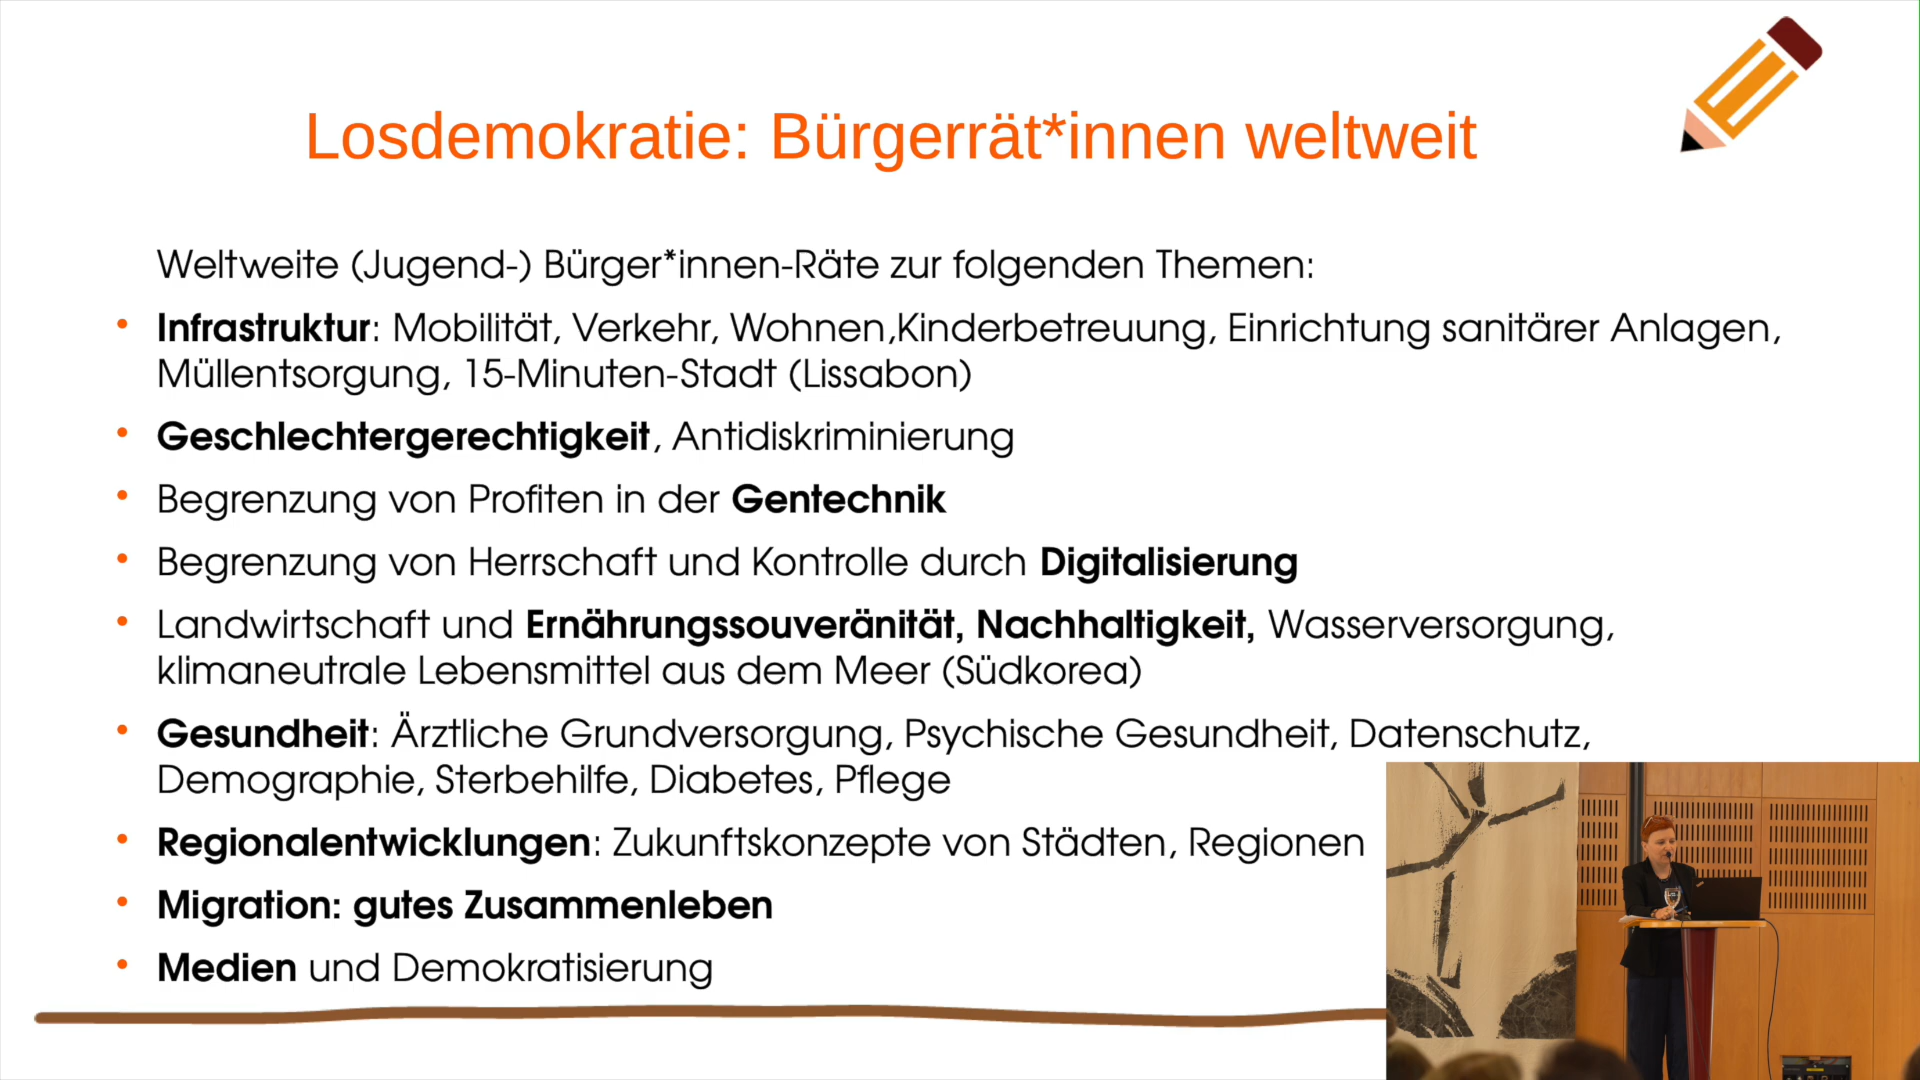 Losdemokratie: Bürgerrät*innen weltweit
Weltweite (Jugend-) Bürger*innen-Räte zur folgenden Themen:
• Infrastruktur: Mobilität, Verkehr, Wohnen,Kinderbetreuung, Einrichtung sanitärer Anlagen,
Müllentsorgung, 15-Minuten-Stadt (Lissabon)
• Geschlechtergerechtigkeit, Antidiskriminierung
• Begrenzung von Profiten in der Gentechnik
• Begrenzung von Herrschaft und Kontrolle durch Digitalisierung
• Landwirtschaft und Ernährungssouveränität, Nachhaltigkeit, Wasserversorgung,
klimaneutrale Lebensmittel aus dem Meer (Südkorea)
• Gesundheit: Ärztliche Grundversorgung, Psychische Gesundheit, Datenschutz,
Demographie, Sterbehilfe, Diabetes, Pflege
• Regionalentwicklungen: Zukunftskonzepte von Städten, Regionen
• Migration: gutes Zusammenleben
• Medien und Demokratisierung